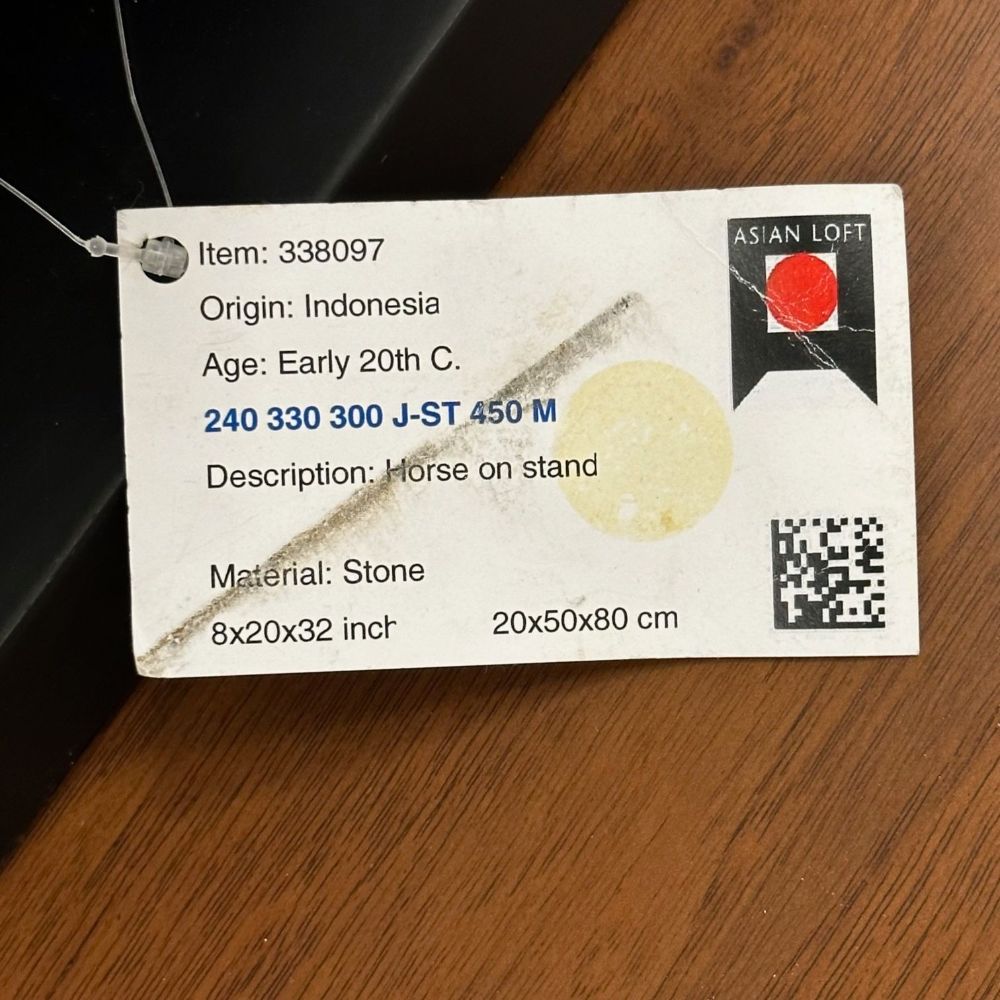 ASIAN LOFT
Item: 338097
Origin: Indonesia
Age: Early 20th C.
240 330 300 J-ST 450 M
Description: Horse on stand
Material: Stone
8x20x32 inch 20x50x80 cm